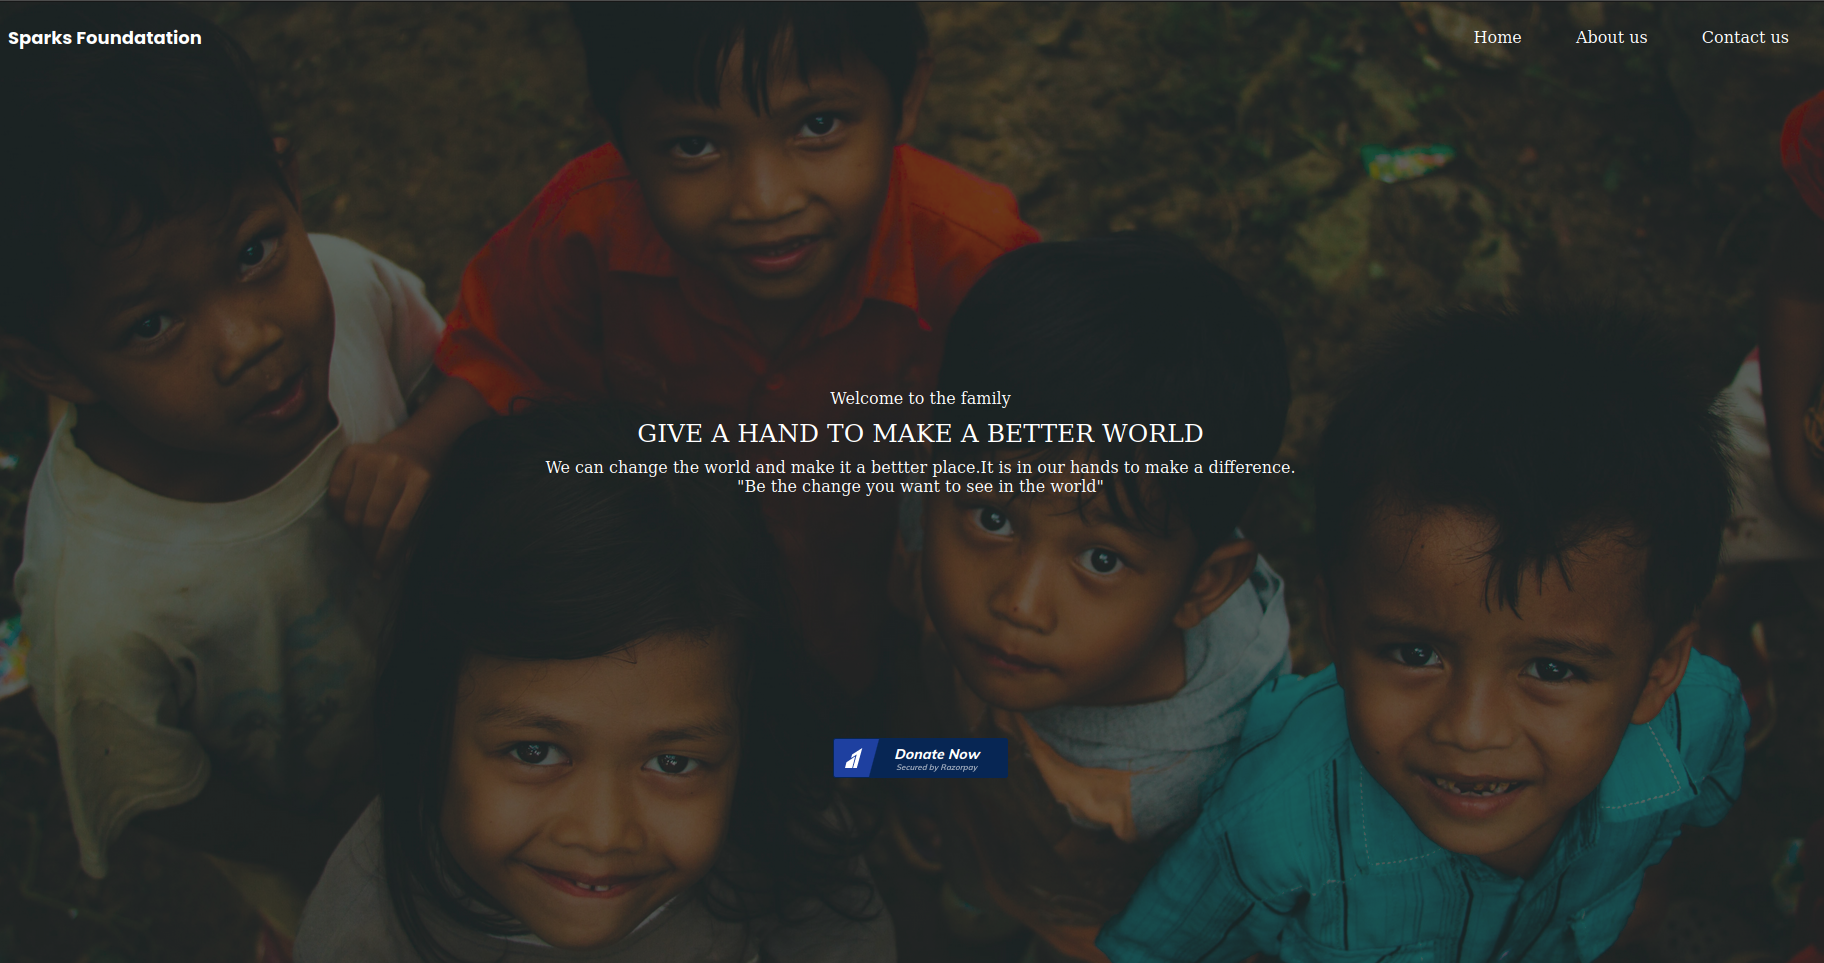 Sparks Foundatation
Home
About us
Contact us
Welcome to the family
GIVE A HAND TO MAKE A BETTER WORLD
We can change the world and make it a bettter place.It is in our hands to make a difference.
"Be the change you want to see in the world"
Donate Now
Secured by Razorpay